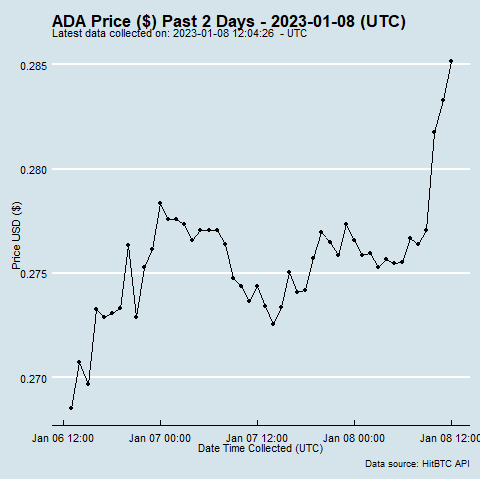 ADA Price ($) Past 2 Days - 2023-01-08 (UTC)
Latest data collected on: 2023-01-08 12:04:26 - UTC
0.285
0.280
0.275
0.270
Price USD ($)
Jan 06 12:00 Jan 07 00:00 Jan 07 12:00 Jan 08 00:00 Jan 08 12:00
Date Time Collected (UTC)
Data source: HitBTC API